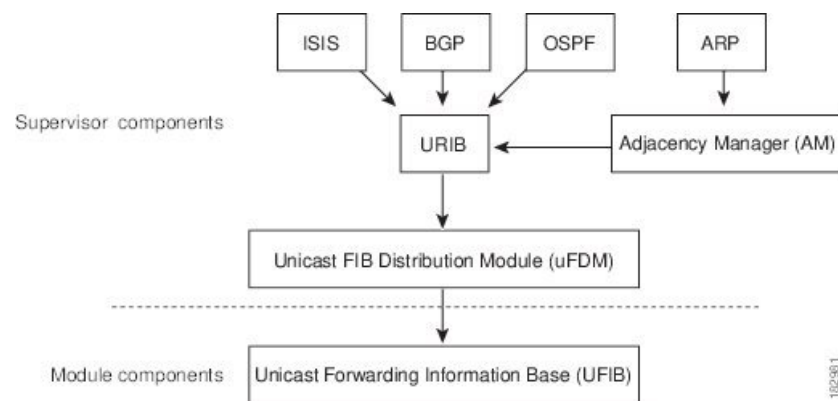 ISIS
BGP
OSPF
ARP
Supervisor components
URIB
Adjacency Manager (AM)
Unicast FIB Distribution Module (uFDM)
Module components
Unicast Forwarding Information Base (UFIB)
182981